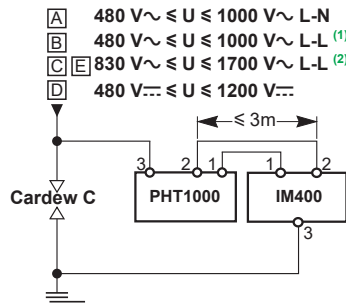 A 480 V∼ ≤ U ≤ 1000 V∼ L-N
B 480 V∼ ≤ U ≤ 1000 V∼ L-L (1)
C E 830 V∼ ≤ U ≤ 1700 V∼ L-L (2)
D 480 V⎓ ≤ U ≤ 1200 V⎓
≤ 3m
3 2 1 1 2
Cardew C PHT1000 IM400
3